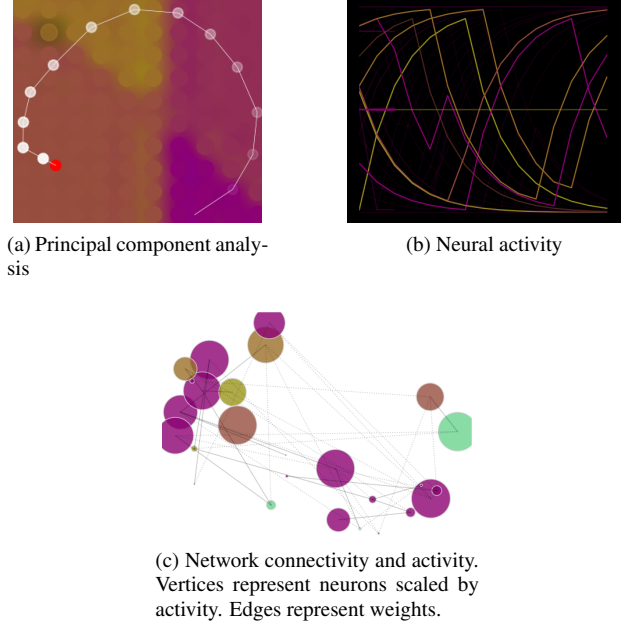 (a) Principal component analy-
sis
(b) Neural activity
(c) Network connectivity and activity.
Vertices represent neurons scaled by
activity. Edges represent weights.